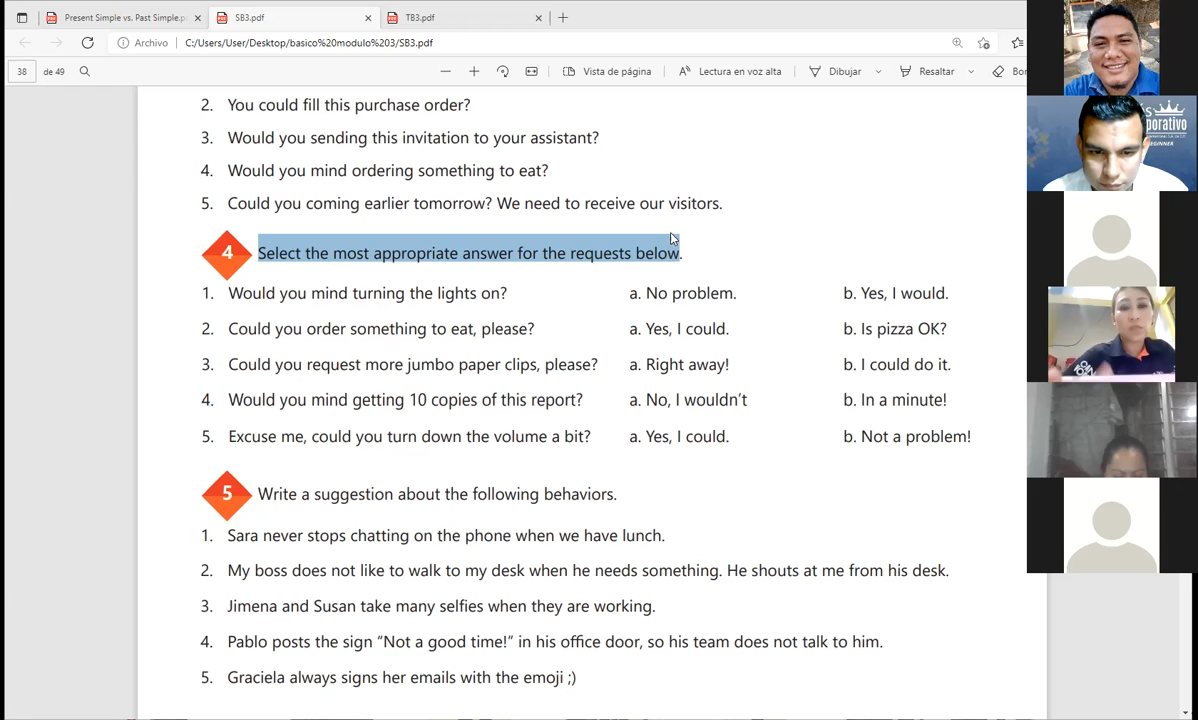 Present Simple vs. Past Simple.p
SB3.pdf
TB3.pdf
Archivo
C:/Users/User/Desktop/basico%20modulo%203/SB3.pdf
38 de 49
Vista de página
Lectura en voz alta
Dibujar
Resaltar
Bor
2. You could fill this purchase order?
3. Would you sending this invitation to your assistant?
4. Would you mind ordering something to eat?
5. Could you coming earlier tomorrow? We need to receive our visitors.
4 Select the most appropriate answer for the requests below.
1. Would you mind turning the lights on? a. No problem. b. Yes, I would.
2. Could you order something to eat, please? a. Yes, I could. b. Is pizza OK?
3. Could you request more jumbo paper clips, please? a. Right away! b. I could do it.
4. Would you mind getting 10 copies of this report? a. No, I wouldn't b. In a minute!
5. Excuse me, could you turn down the volume a bit? a. Yes, I could. b. Not a problem!
5 Write a suggestion about the following behaviors.
1. Sara never stops chatting on the phone when we have lunch.
2. My boss does not like to walk to my desk when he needs something. He shouts at me from his desk.
3. Jimena and Susan take many selfies when they are working.
4. Pablo posts the sign “Not a good time!” in his office door, so his team does not talk to him.
5. Graciela always signs her emails with the emoji ;)